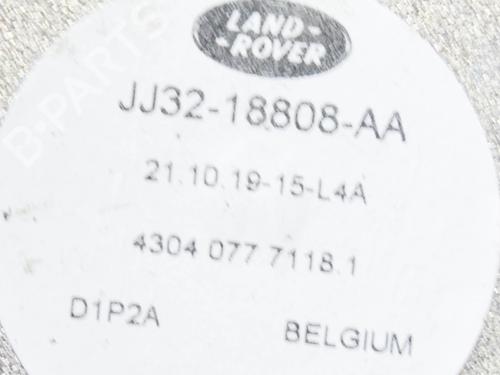 LAND-
-ROVER
JJ32-18808-AA
21.10.19-15-L4A
4304 077 7118.1
D1P2A BELGIUM
B-PARTS